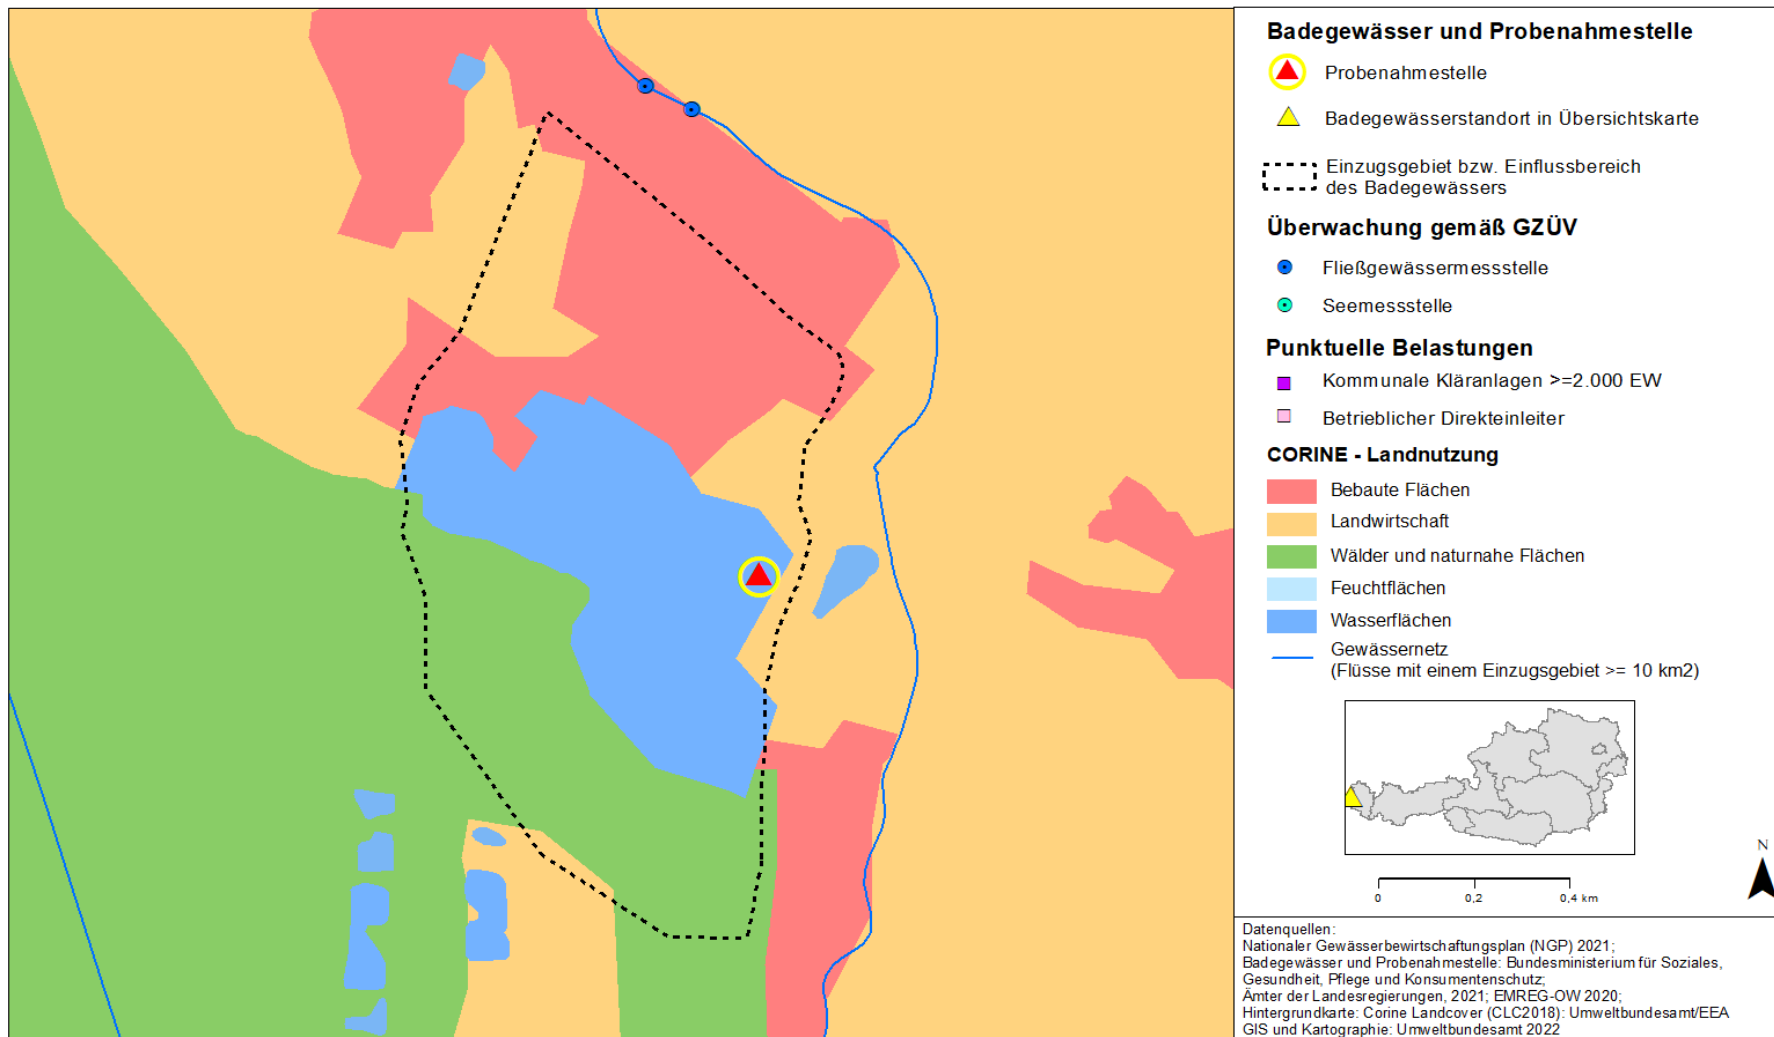 Badegewässer und Probenahmestelle
Probenahmestelle
Badegewässerstandort in Übersichtskarte
Einzugsgebiet bzw. Einflussbereich
des Badegewässers
Überwachung gemäß GZÜV
Fließgewässermessstelle
Seemessstelle
Punktuelle Belastungen
Kommunale Kläranlagen >=2.000 EW
Betrieblicher Direkteinleiter
CORINE - Landnutzung
Bebaute Flächen
Landwirtschaft
Wälder und naturnahe Flächen
Feuchtflächen
Wasserflächen
Gewässernetz
(Flüsse mit einem Einzugsgebiet >= 10 km2)
N
0 0,2 0,4 km
Datenquellen:
Nationaler Gewässerbewirtschaftungsplan (NGP) 2021;
Badegewässer und Probenahmestelle: Bundesministerium für Soziales,
Gesundheit, Pflege und Konsumentenschutz;
Ämter der Landesregierungen, 2021; EMREG-OW 2020;
Hintergrundkarte: Corine Landcover (CLC2018): Umweltbundesamt/EEA
GIS und Kartographie: Umweltbundesamt 2022